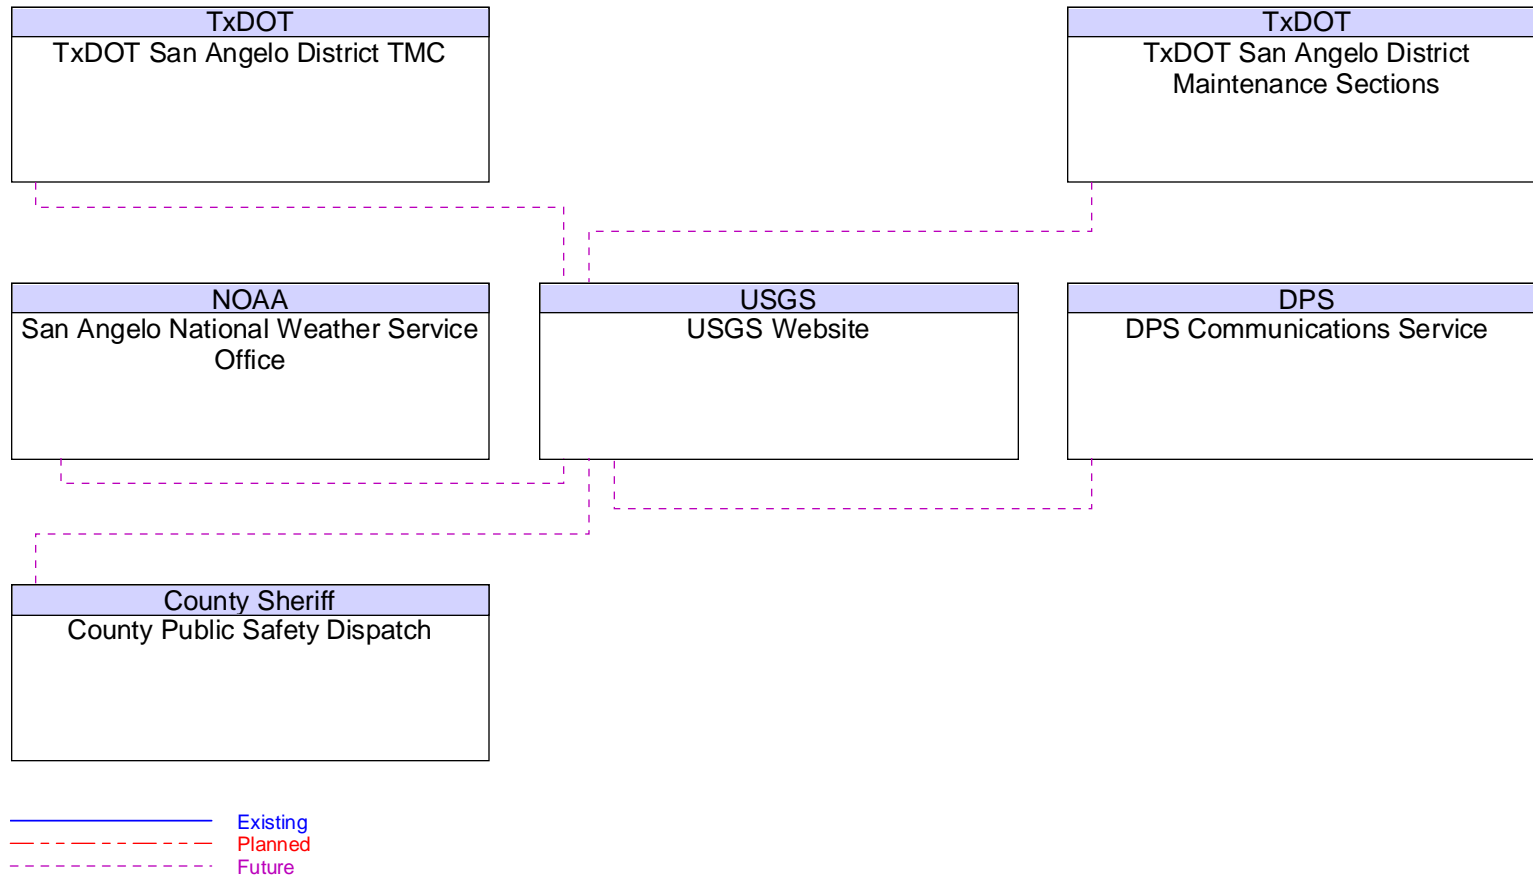 TxDOT
TxDOT San Angelo District TMC
TxDOT
TxDOT San Angelo District
Maintenance Sections
NOAA
San Angelo National Weather Service
Office
USGS
USGS Website
DPS
DPS Communications Service
County Sheriff
County Public Safety Dispatch
Existing
Planned
Future